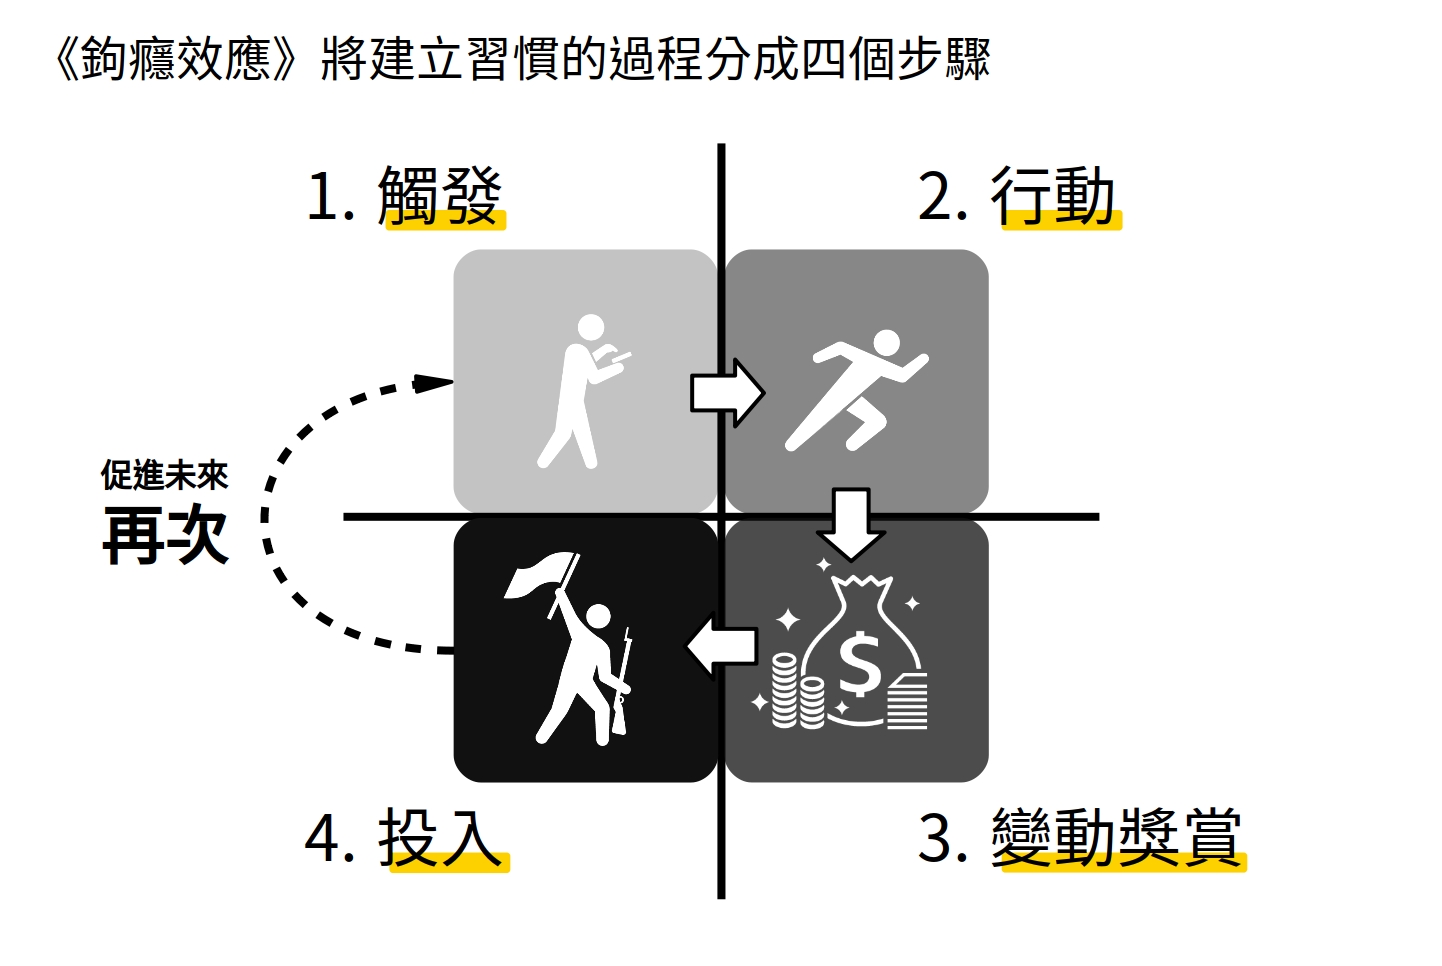 《鉤癮效應》將建立習慣的過程分成四個步驟
1. 觸發
2. 行動
促進未來
再次
4. 投入
3. 變動獎賞
$